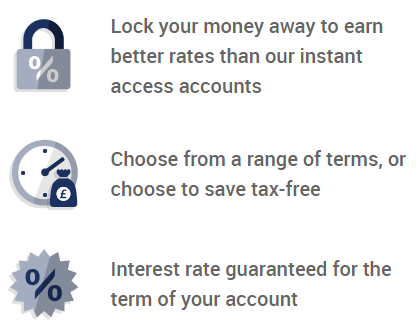 Lock your money away to earn
better rates than our instant
access accounts
%
Choose from a range of terms, or
choose to save tax-free
£
Interest rate guaranteed for the
term of your account
%